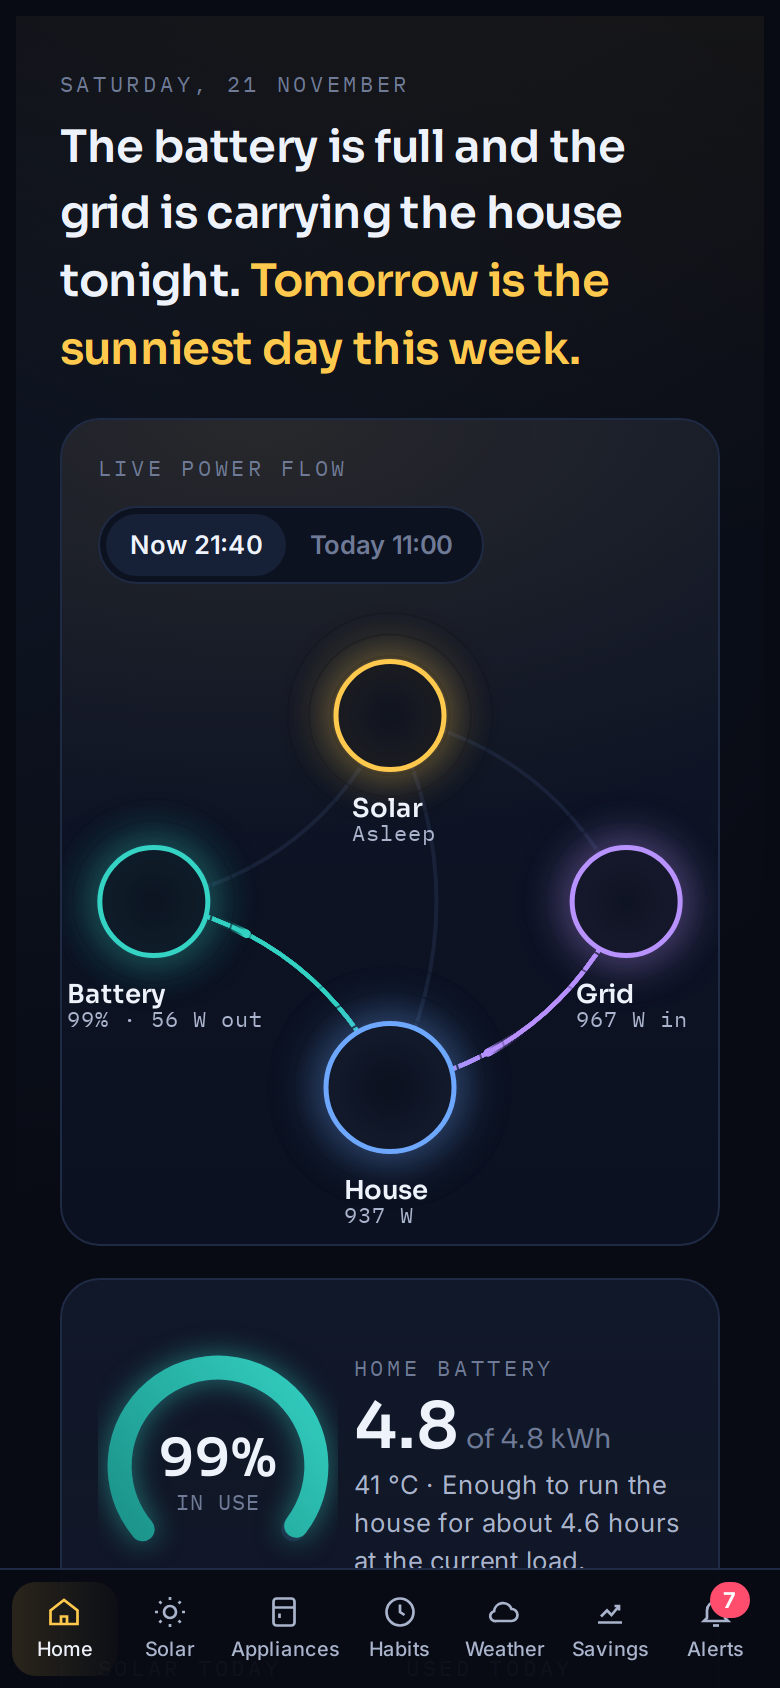 SATURDAY, 21 NOVEMBER
The battery is full and the
grid is carrying the house
tonight. Tomorrow is the
sunniest day this week.
LIVE POWER FLOW
Now 21:40
Today 11:00
Solar
Asleep
Battery
99% · 56 W out
Grid
967 W in
House
937 W
HOME BATTERY
4.8 of 4.8 kWh
99%
IN USE
41 °C · Enough to run the
house for about 4.6 hours
at the current load.
7
Home
Solar
Appliances
Habits
Weather
Savings
Alerts
SOLAR TODAY
USED TODAY